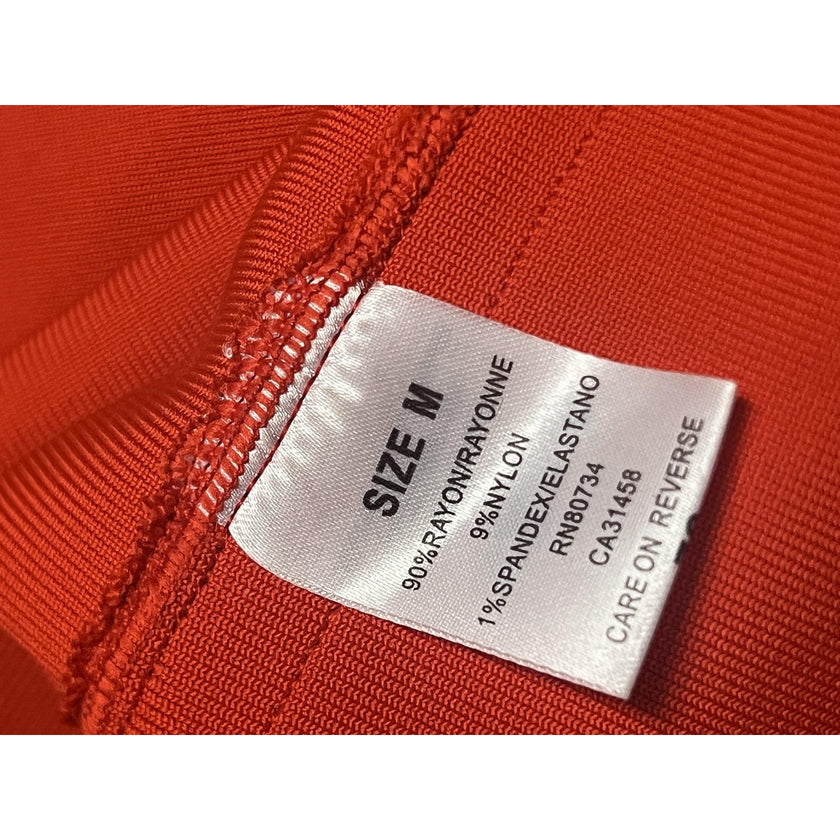 SIZE M
90%RAYON/RAYONNE
9%NYLON
1%SPANDEX/ELASTANO
RN80734
CA31458
CARE ON REVERSE